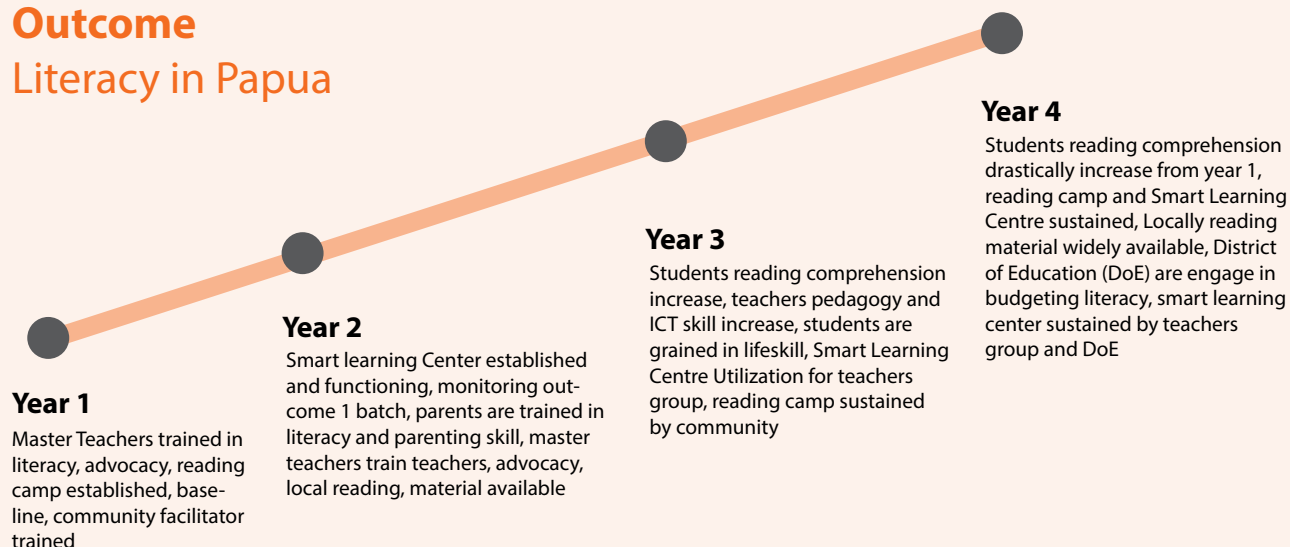 Outcome
Literacy in Papua
Year 1
Master Teachers trained in
literacy, advocacy, reading
camp established, base-
line, community facilitator
trained
Year 2
Smart learning Center established
and functioning, monitoring out-
come 1 batch, parents are trained in
literacy and parenting skill, master
teachers train teachers, advocacy,
local reading, material available
Year 3
Students reading comprehension
increase, teachers pedagogy and
ICT skill increase, students are
grained in lifeskill, Smart Learning
Centre Utilization for teachers
group, reading camp sustained
by community
Year 4
Students reading comprehension
drastically increase from year 1,
reading camp and Smart Learning
Centre sustained, Locally reading
material widely available, District
of Education (DoE) are engage in
budgeting literacy, smart learning
center sustained by teachers
group and DoE